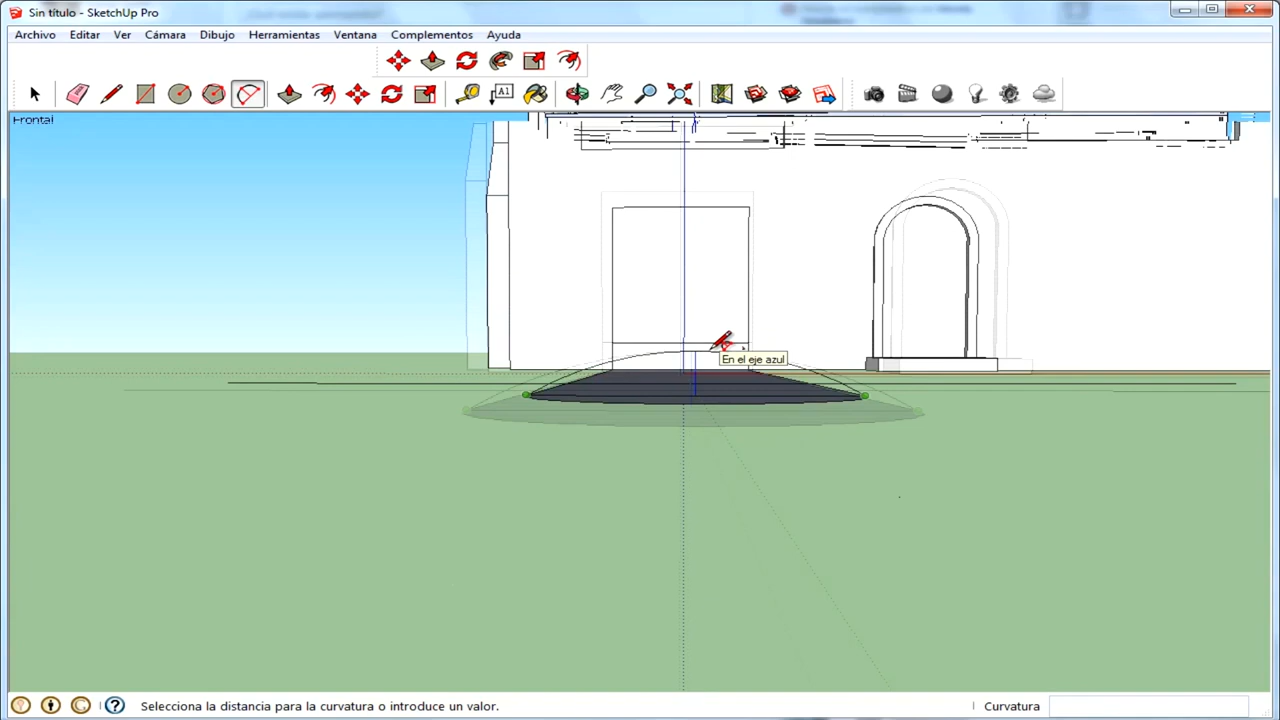 Sin título - SketchUp Pro
Archivo Editar Ver Cámara Dibujo Herramientas Ventana Complementos Ayuda
A1
Frontal
En el eje azul
Selecciona la distancia para la curvatura o introduce un valor.
Curvatura